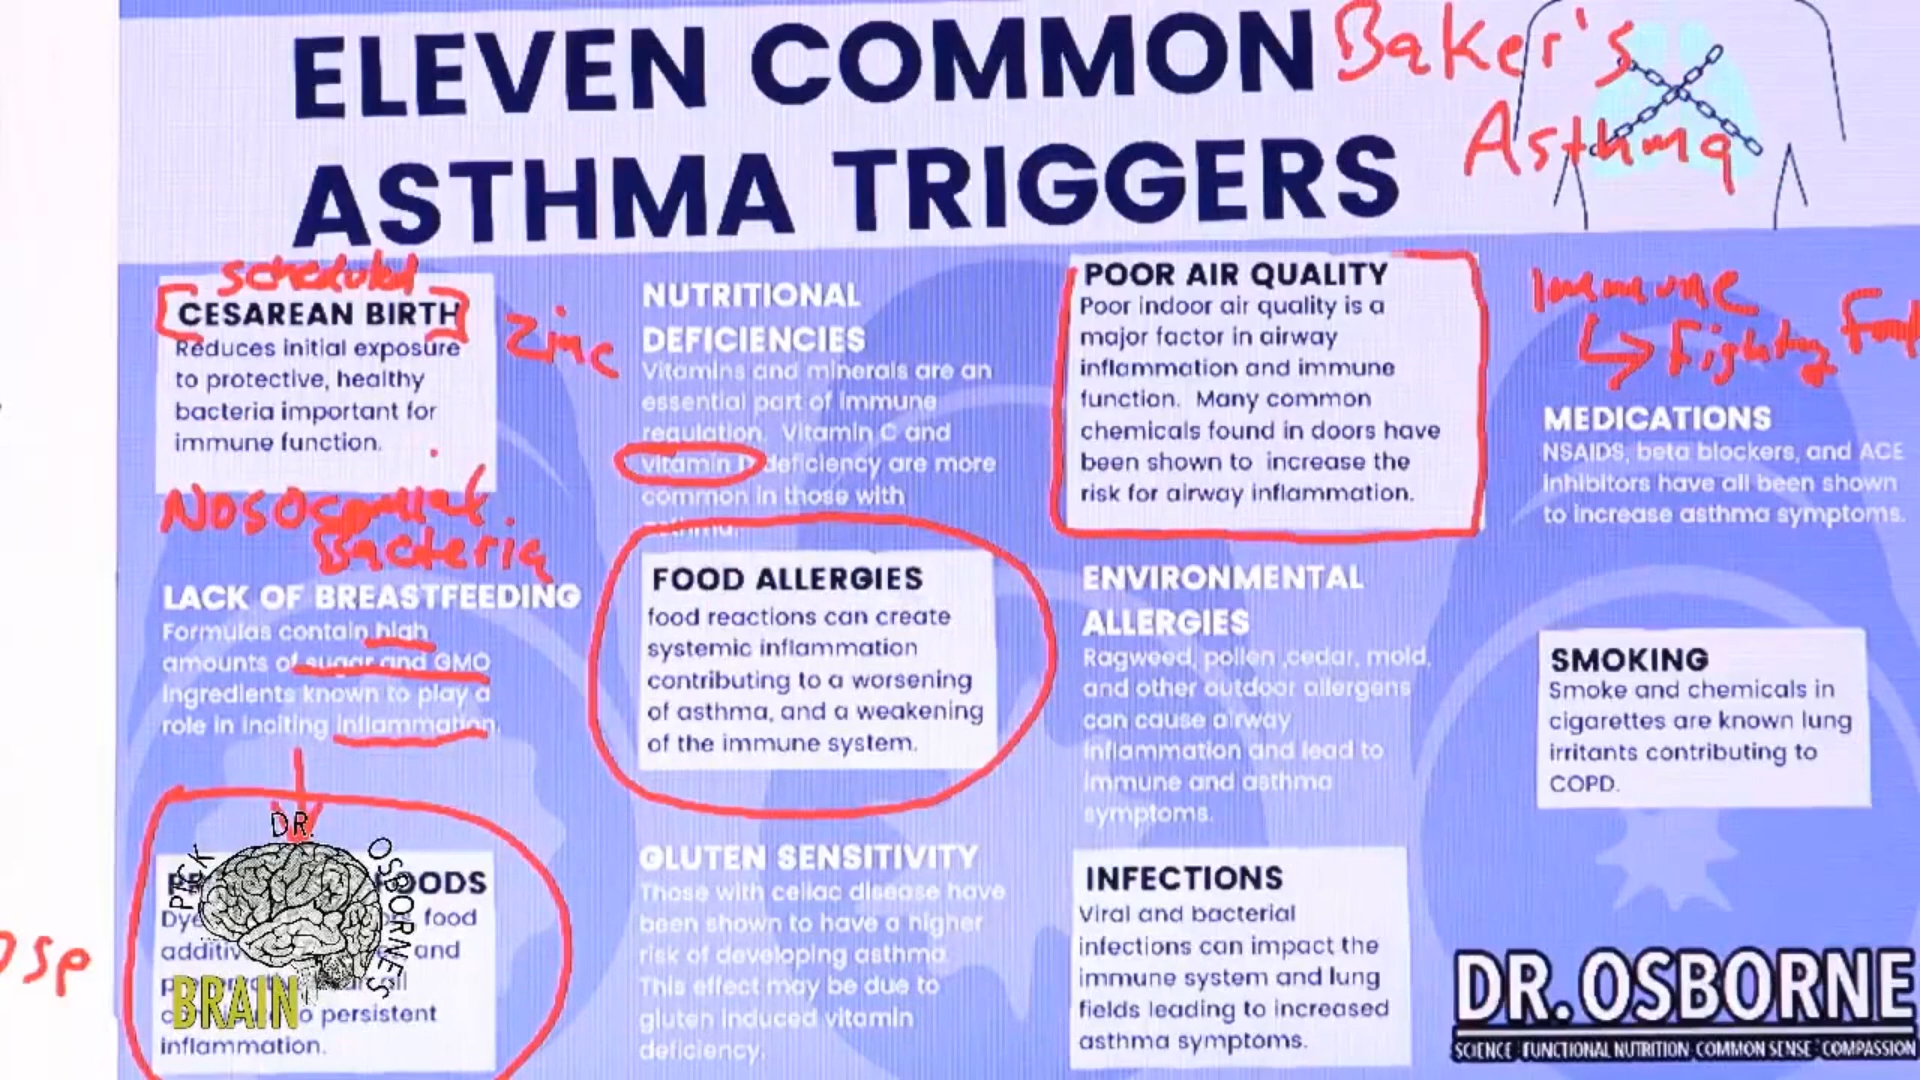 ELEVEN COMMON
ASTHMA TRIGGERS
Baker's
Asthma
scheduled
CESAREAN BIRTH
Reduces initial exposure
to protective, healthy
bacteria important for
immune function.
Nosocomial
Bacteria
LACK OF BREASTFEEDING
Formulas contain high
amounts of sugar and GMO
ingredients known to play a
role in inciting inflammation.
FOODS
food
and
persistent
inflammation.
PICK
DR.
OSBORNES
BRAIN
Zinc
NUTRITIONAL
DEFICIENCIES
Vitamins and minerals are an
essential part of immune
regulation. Vitamin C and
vitamin D deficiency are more
common in those with
asthma.
FOOD ALLERGIES
food reactions can create
systemic inflammation
contributing to a worsening
of asthma, and a weakening
of the immune system.
GLUTEN SENSITIVITY
Those with celiac disease have
been shown to have a higher
risk of developing asthma.
This effect may be due to
gluten induced vitamin
deficiency.
POOR AIR QUALITY
Poor indoor air quality is a
major factor in airway
inflammation and immune
function. Many common
chemicals found in doors have
been shown to increase the
risk for airway inflammation.
ENVIRONMENTAL
ALLERGIES
Ragweed, pollen ,cedar, mold,
and other outdoor allergens
can cause airway
inflammation and lead to
immune and asthma
symptoms.
INFECTIONS
Viral and bacterial
infections can impact the
immune system and lung
fields leading to increased
asthma symptoms.
Immune
Fighting Food
MEDICATIONS
NSAIDS, beta blockers, and ACE
inhibitors have all been shown
to increase asthma symptoms.
SMOKING
Smoke and chemicals in
cigarettes are known lung
irritants contributing to
COPD.
DR. OSBORNE
SCIENCE FUNCTIONAL NUTRITION COMMON SENSE COMPASSION